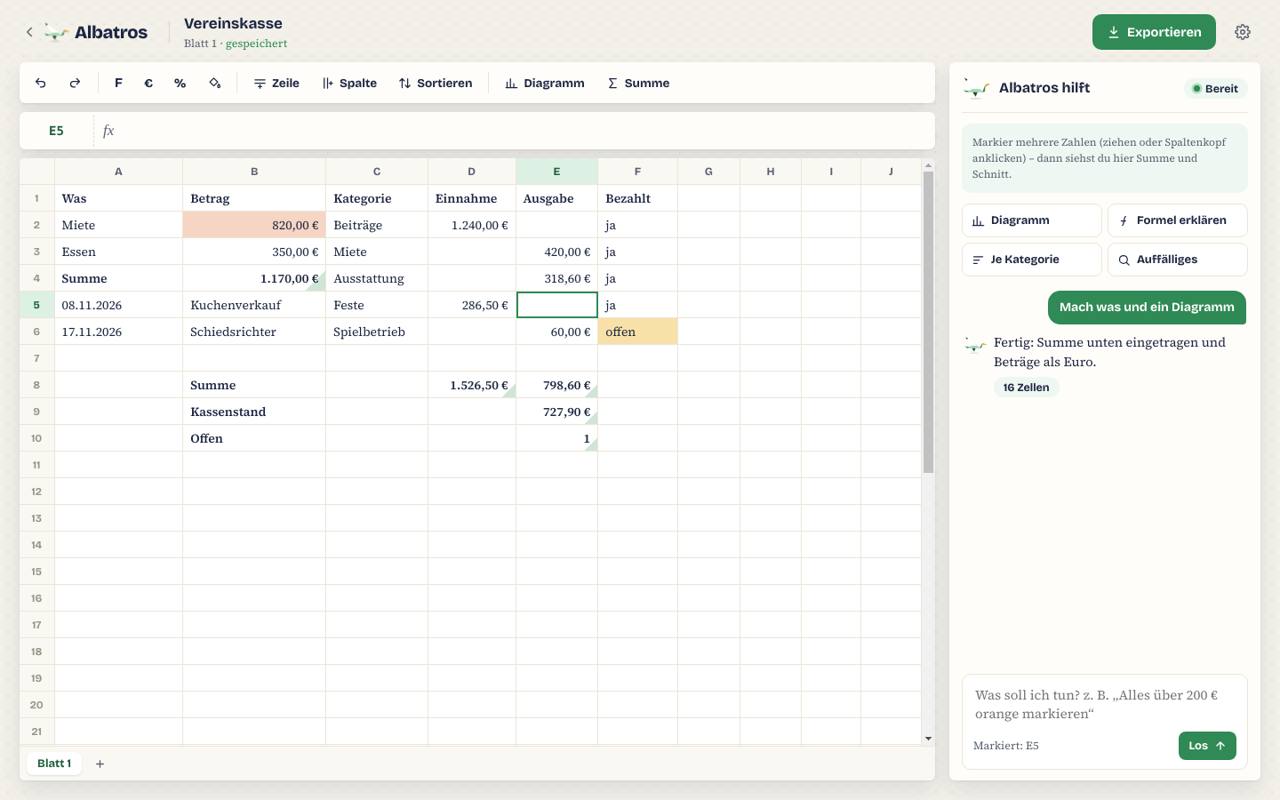 Albatros
Vereinskasse
Blatt 1 · gespeichert
Exportieren
F € % Zeile Spalte Sortieren Diagramm Summe
E5 fx
A B C D E F G H I J
1 Was Betrag Kategorie Einnahme Ausgabe Bezahlt
2 Miete 820,00 € Beiträge 1.240,00 € ja
3 Essen 350,00 € Miete 420,00 € ja
4 Summe 1.170,00 € Ausstattung 318,60 € ja
5 08.11.2026 Kuchenverkauf Feste 286,50 € ja
6 17.11.2026 Schiedsrichter Spielbetrieb 60,00 € offen
7
8 Summe 1.526,50 € 798,60 €
9 Kassenstand 727,90 €
10 Offen 1
11
12
13
14
15
16
17
18
19
20
21
Blatt 1 +
Albatros hilft
Bereit
Markier mehrere Zahlen (ziehen oder Spaltenkopf
anklicken) – dann siehst du hier Summe und
Schnitt.
Diagramm Formel erklären
Je Kategorie Auffälliges
Mach was und ein Diagramm
Fertig: Summe unten eingetragen und
Beträge als Euro.
16 Zellen
Was soll ich tun? z. B. „Alles über 200 €
orange markieren“
Markiert: E5 Los